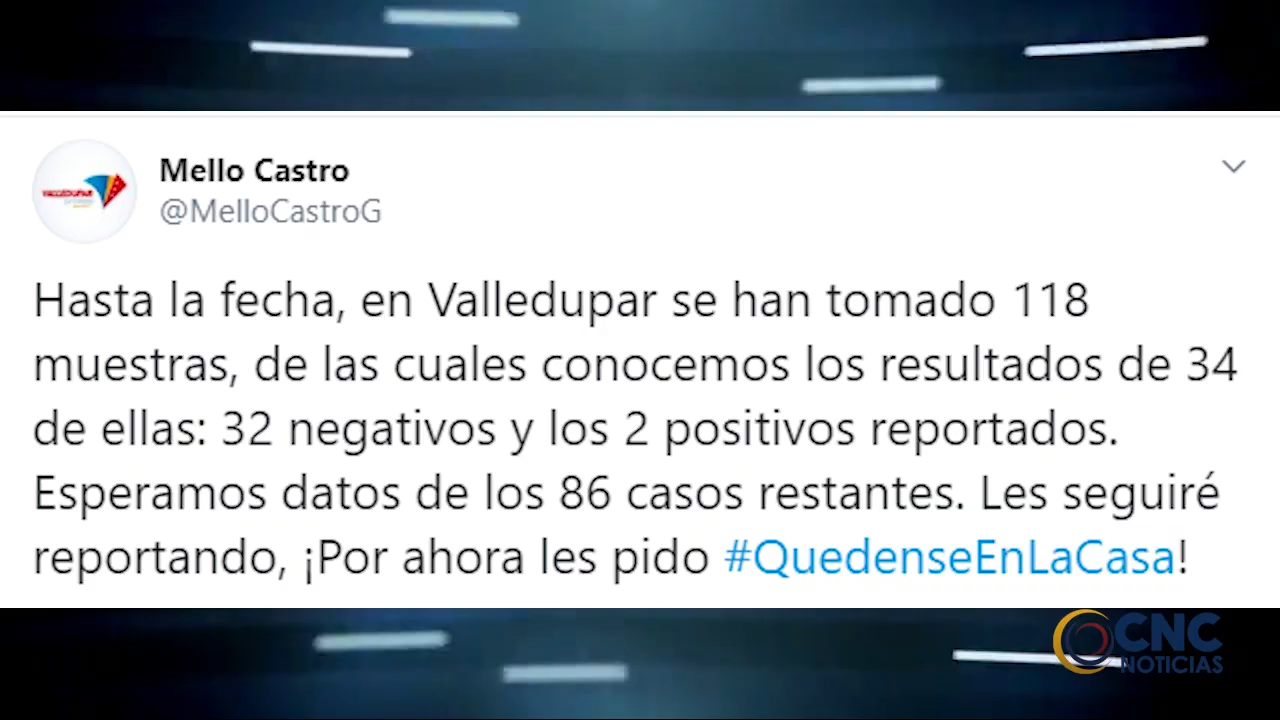 Mello Castro
@MelloCastroG
VALLEDUPAR
Hasta la fecha, en Valledupar se han tomado 118
muestras, de las cuales conocemos los resultados de 34
de ellas: 32 negativos y los 2 positivos reportados.
Esperamos datos de los 86 casos restantes. Les seguiré
reportando, ¡Por ahora les pido #QuedenseEnLaCasa!
CNC
NOTICIAS